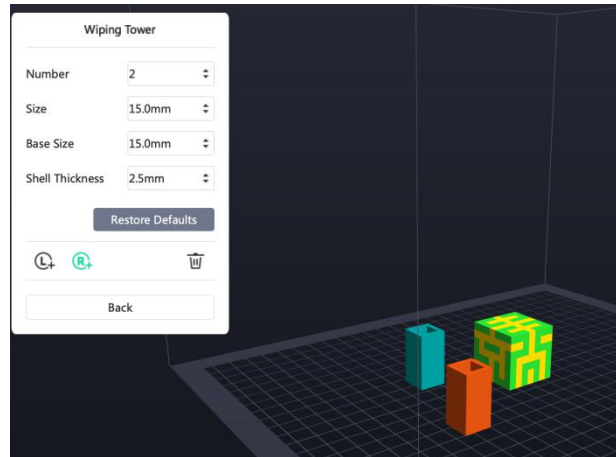 Wiping Tower
Number 2
Size 15.0mm
Base Size 15.0mm
Shell Thickness 2.5mm
Restore Defaults
L+ R+
Back